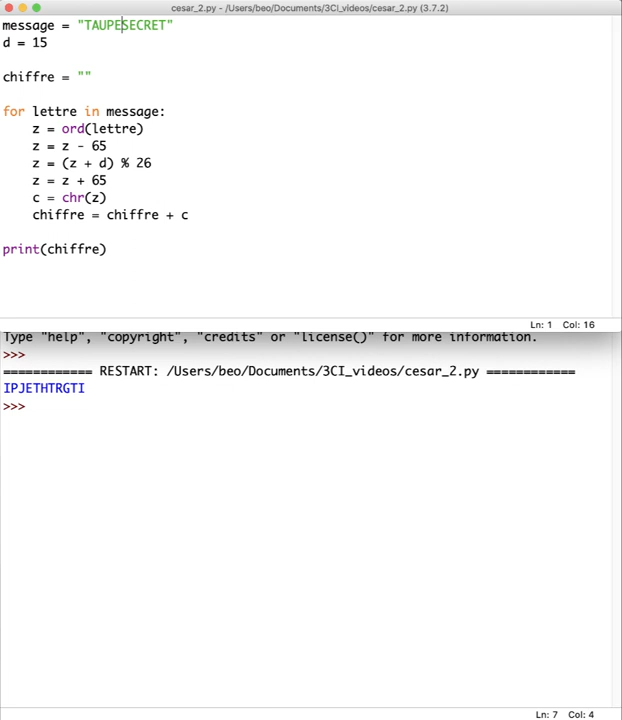 cesar_2.py - /Users/beo/Documents/3CI_videos/cesar_2.py (3.7.2)
message = "TAUPESECRET"
d = 15
chiffre = ""
for lettre in message:
    z = ord(lettre)
    z = z - 65
    z = (z + d) % 26
    z = z + 65
    c = chr(z)
    chiffre = chiffre + c
print(chiffre)
Ln: 1 Col: 16
Type "help", "copyright", "credits" or "license()" for more information.
>>>
============ RESTART: /Users/beo/Documents/3CI_videos/cesar_2.py ============
IPJETHTRGTI
>>>
Ln: 7 Col: 4